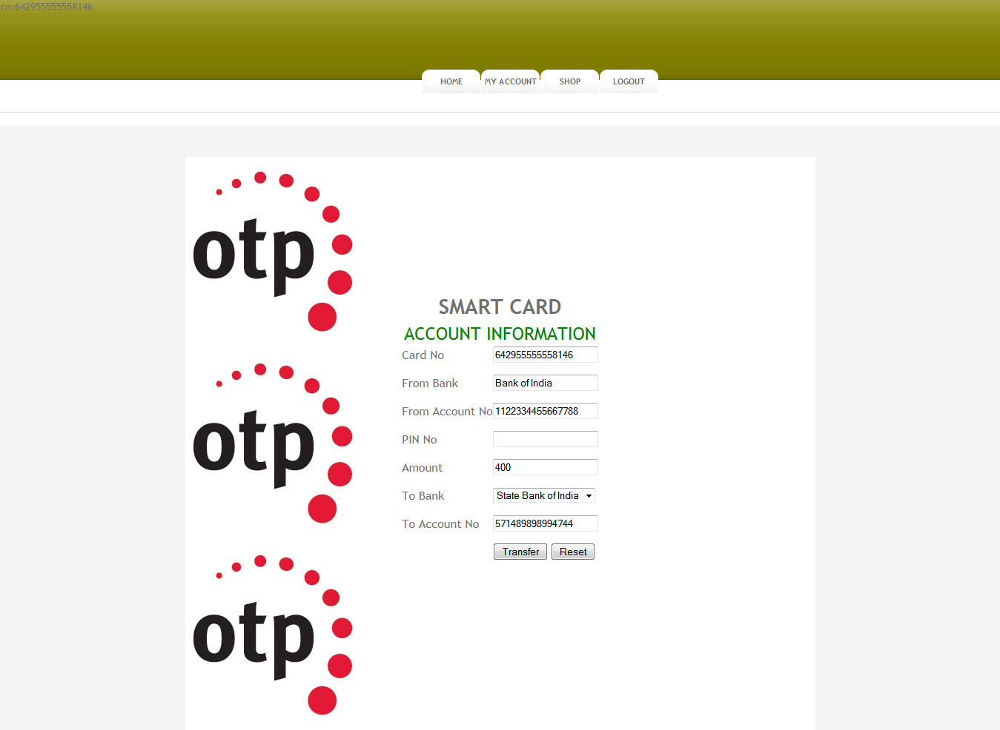 cn:642955555558146
HOME MY ACCOUNT SHOP LOGOUT
otp
SMART CARD
ACCOUNT INFORMATION
Card No 642955555558146
From Bank Bank of India
From Account No 1122334455667788
PIN No
Amount 400
To Bank State Bank of India
To Account No 571489898994744
Transfer Reset
otp
otp